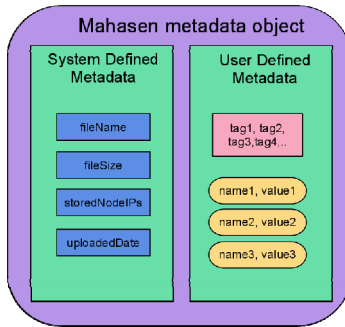 Mahasen metadata object
System Defined
Metadata
fileName
fileSize
storedNodeIPs
uploadedDate
User Defined
Metadata
tag1, tag2,
tag3,tag4,..
name1, value1
name2, value2
name3, value3